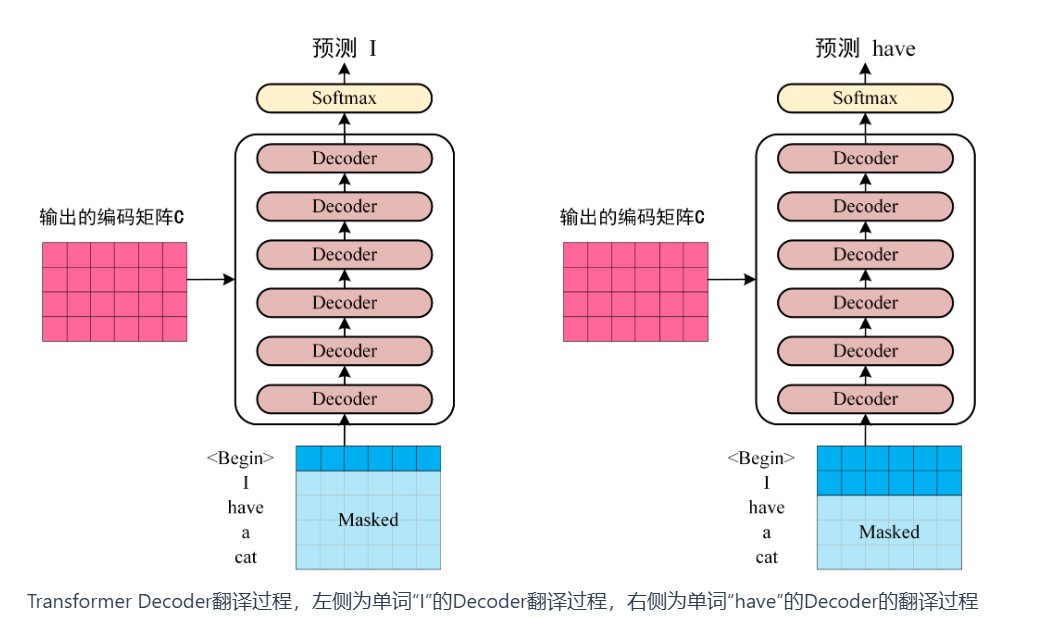 预测 I
Softmax
Decoder
Decoder
Decoder
Decoder
Decoder
Decoder
输出的编码矩阵C
<Begin>
I
have
a
cat
Masked
预测 have
Softmax
Decoder
Decoder
Decoder
Decoder
Decoder
Decoder
输出的编码矩阵C
<Begin>
I
have
a
cat
Masked
Transformer Decoder翻译过程，左侧为单词“I”的Decoder翻译过程，右侧为单词“have”的Decoder的翻译过程